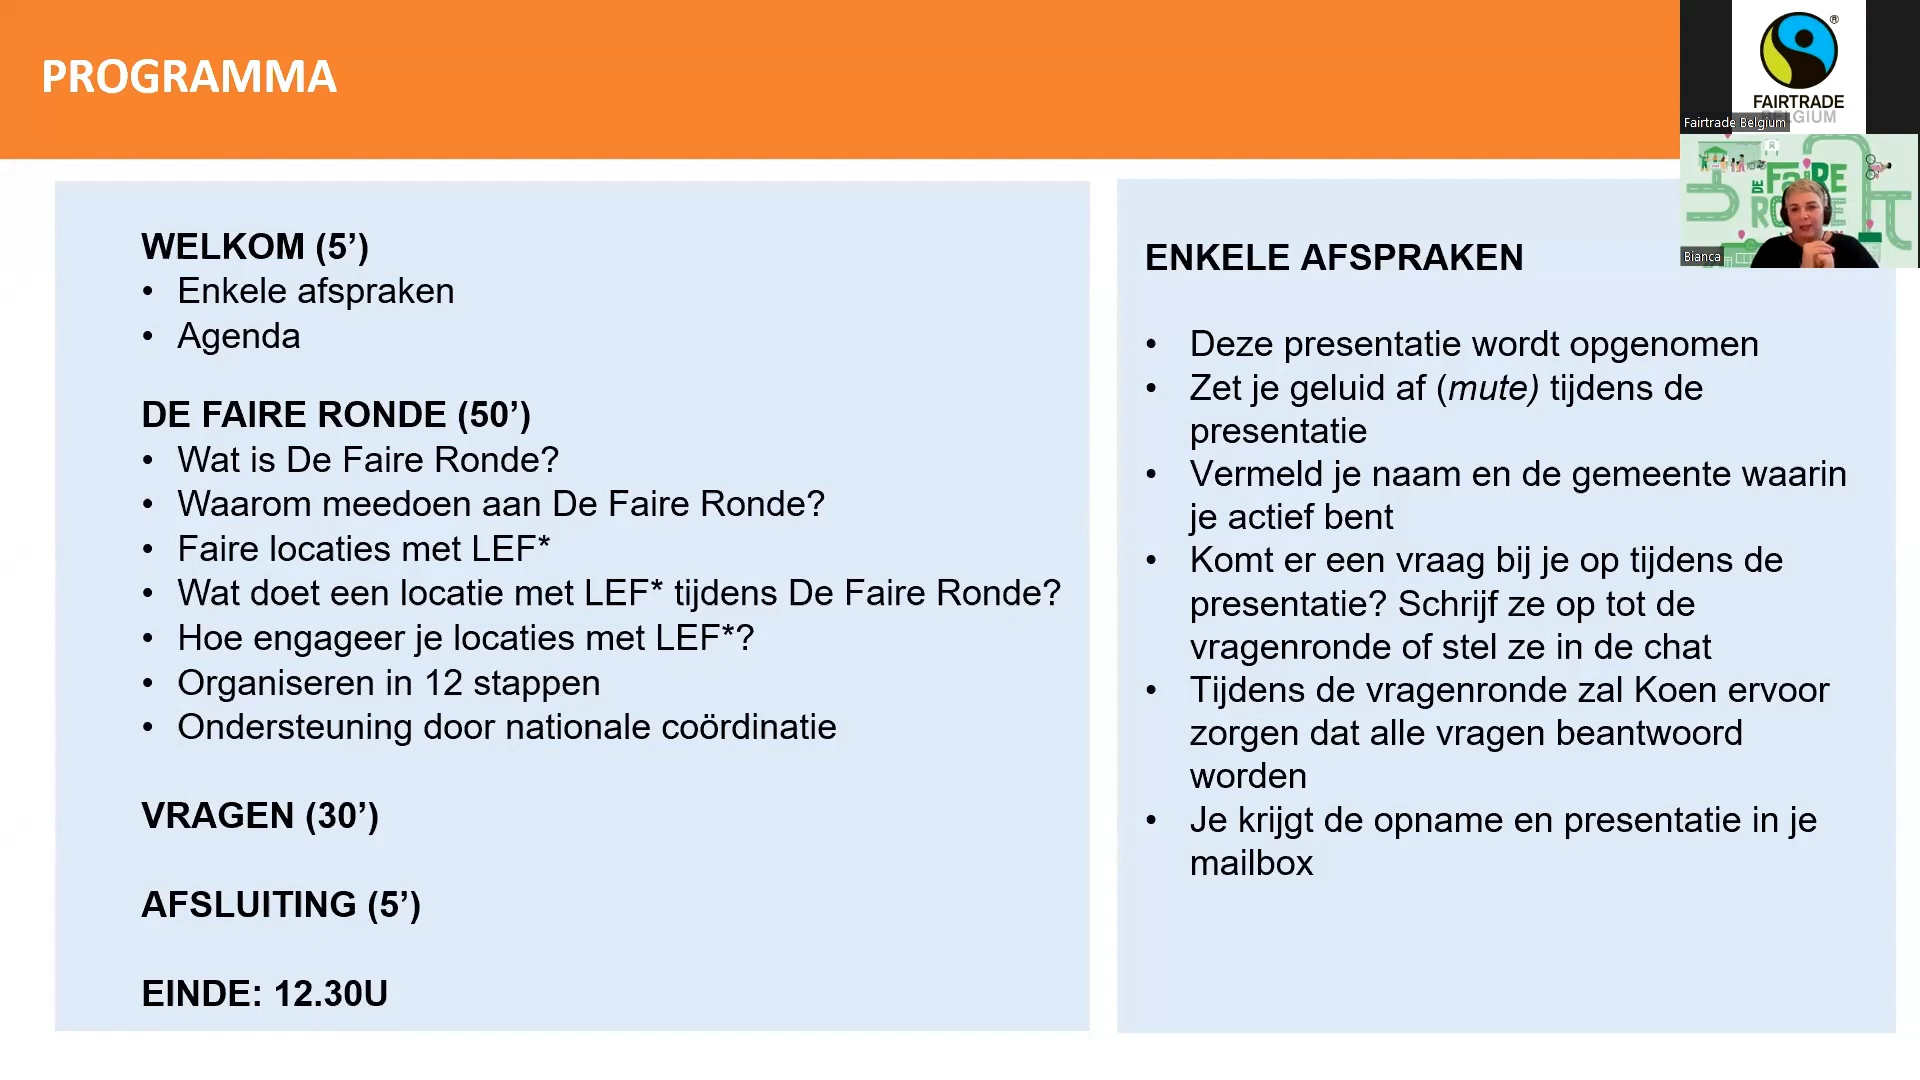 PROGRAMMA
WELKOM (5’)
• Enkele afspraken
• Agenda
DE FAIRE RONDE (50’)
• Wat is De Faire Ronde?
• Waarom meedoen aan De Faire Ronde?
• Faire locaties met LEF*
• Wat doet een locatie met LEF* tijdens De Faire Ronde?
• Hoe engageer je locaties met LEF*?
• Organiseren in 12 stappen
• Ondersteuning door nationale coördinatie
VRAGEN (30’)
AFSLUITING (5’)
EINDE: 12.30U
ENKELE AFSPRAKEN
• Deze presentatie wordt opgenomen
• Zet je geluid af (mute) tijdens de
presentatie
• Vermeld je naam en de gemeente waarin
je actief bent
• Komt er een vraag bij je op tijdens de
presentatie? Schrijf ze op tot de
vragenronde of stel ze in de chat
• Tijdens de vragenronde zal Koen ervoor
zorgen dat alle vragen beantwoord
worden
• Je krijgt de opname en presentatie in je
mailbox
®
FAIRTRADE
BELGIUM
Fairtrade Belgium
DE FAIRE
RONDE
Bianca